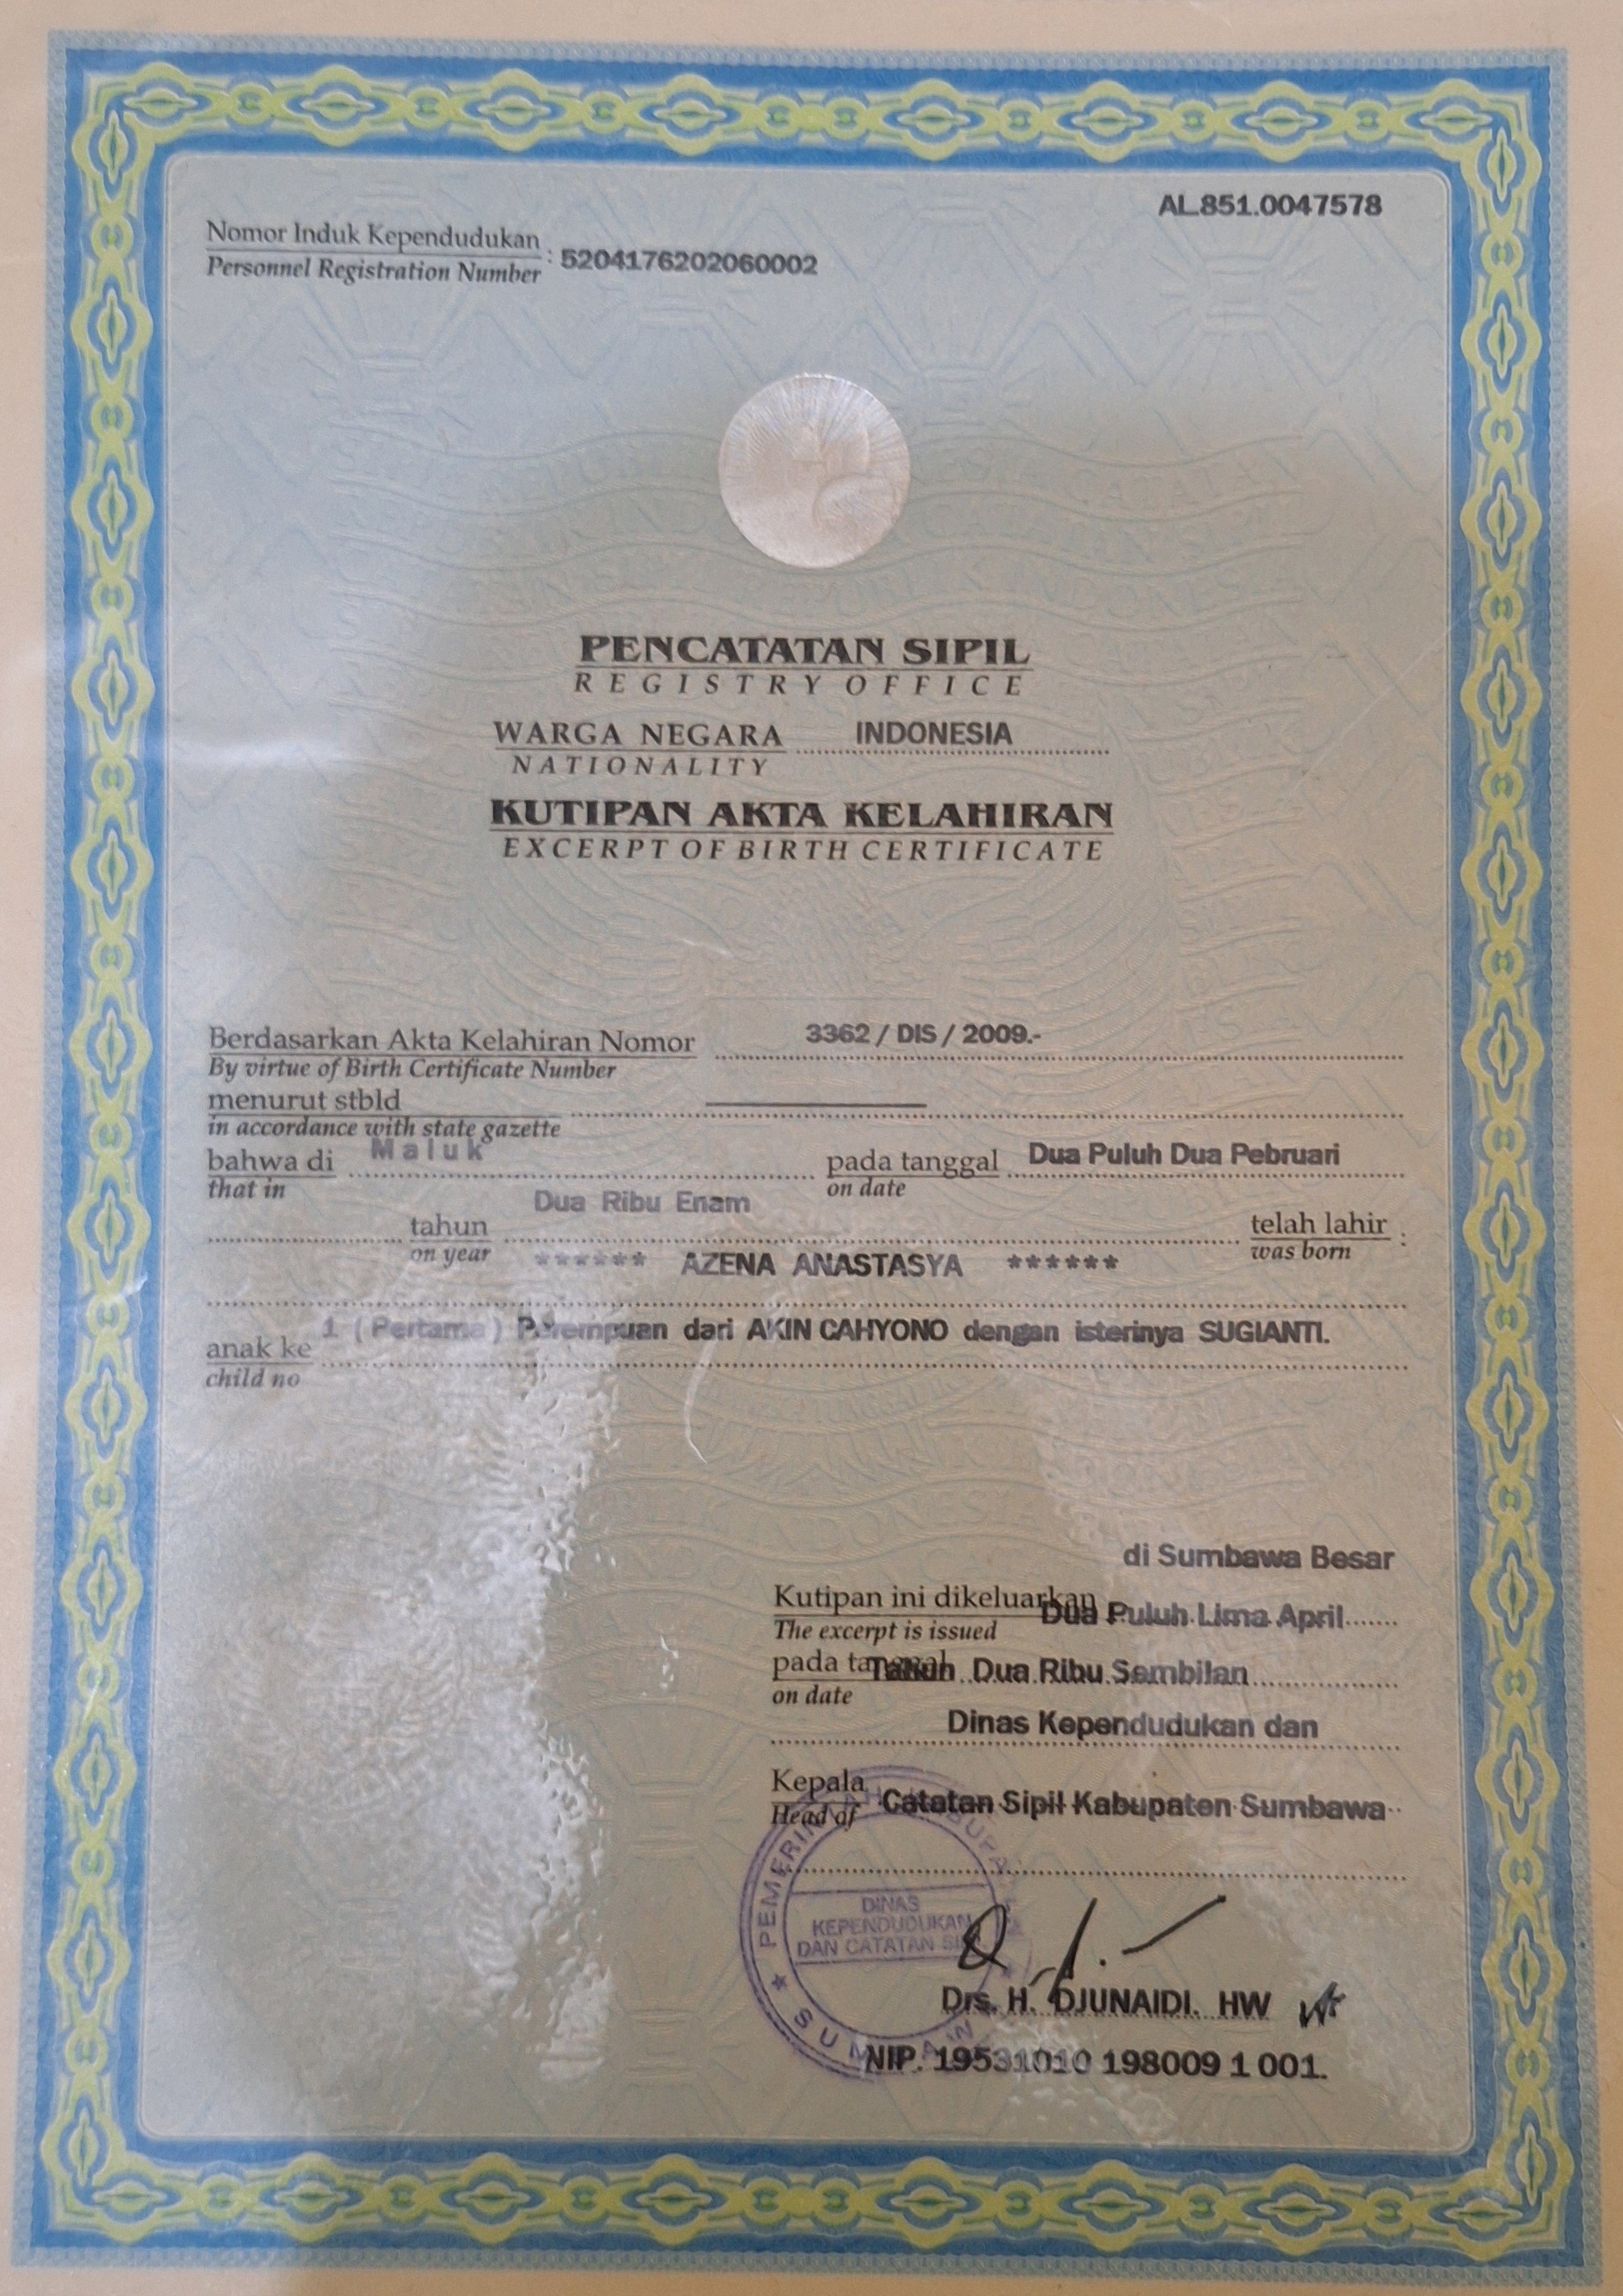 AL.851.0047578
Nomor Induk Kependudukan : 5204176202060002
Personnel Registration Number
PENCATATAN SIPIL
REGISTRY OFFICE
WARGA NEGARA INDONESIA
NATIONALITY
KUTIPAN AKTA KELAHIRAN
EXCERPT OF BIRTH CERTIFICATE
Berdasarkan Akta Kelahiran Nomor 3362 / DIS / 2009.-
By virtue of Birth Certificate Number
menurut stbld
in accordance with state gazette
bahwa di Maluk pada tanggal Dua Puluh Dua Pebruari
that in on date
tahun Dua Ribu Enam telah lahir :
on year was born
****** AZENA ANASTASYA ******
anak ke 1 ( Pertama ) Perempuan dari AKIN CAHYONO dengan isterinya SUGIANTI.
child no
di Sumbawa Besar
Kutipan ini dikeluarkan Dua Puluh Lima April
The excerpt is issued
pada tanggal Tahun Dua Ribu Sembilan
on date
Dinas Kependudukan dan
Kepala Catatan Sipil Kabupaten Sumbawa
Head of
DINAS
KEPENDUDUKAN
DAN CATATAN
Drs. H. DJUNAIDI. HW
NIP. 19531010 198009 1 001.